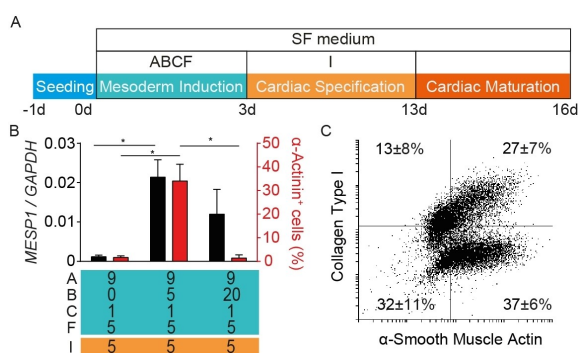 A
SF medium
ABCF I
Seeding Mesoderm Induction Cardiac Specification Cardiac Maturation
-1d 0d 3d 13d 16d
B
MESP1 / GAPDH
0.03
0.02
0.01
0
* * *
50
40
30
20
10
0
α-Actinin+ cells (%)
A 9 9 9
B 0 5 20
C 1 1 1
F 5 5 5
I 5 5 5
C
13±8% 27±7%
Collagen Type I
32±11% 37±6%
α-Smooth Muscle Actin